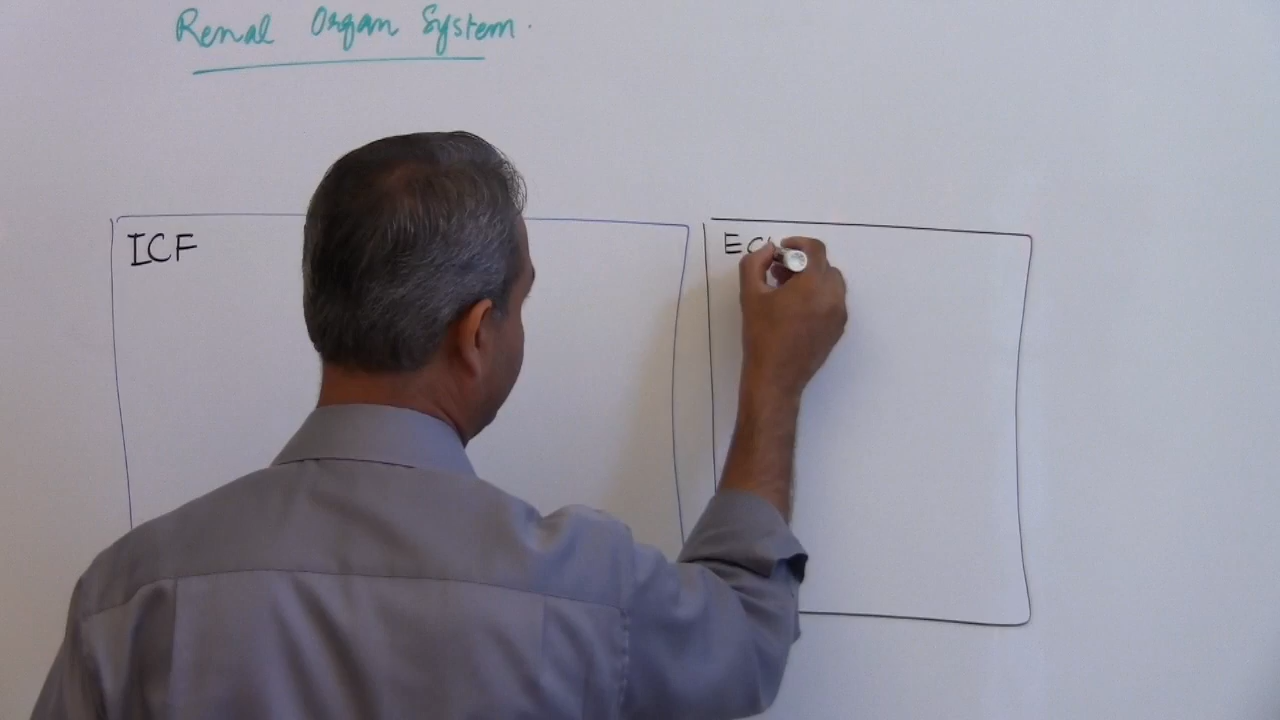 Renal Organ System.
ICF
EC